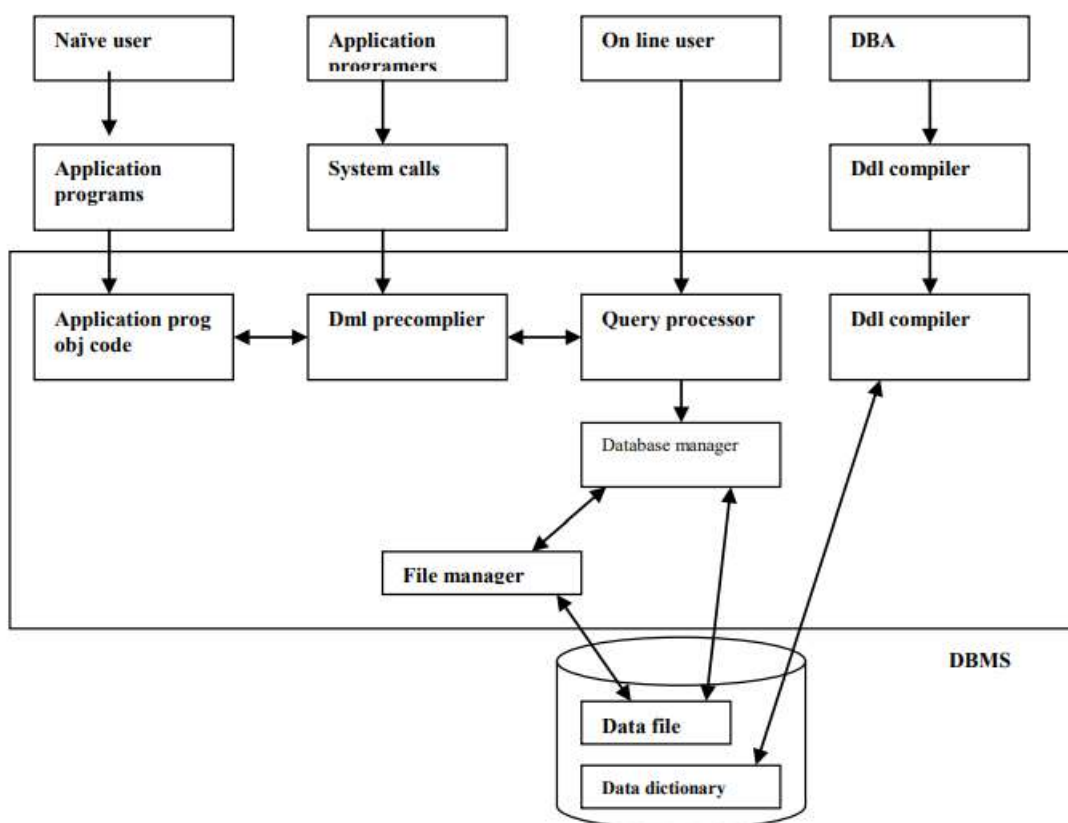 Naïve user
Application
programers
On line user
DBA
Application
programs
System calls
Ddl compiler
Application prog
obj code
Dml precomplier
Query processor
Ddl compiler
Database manager
File manager
DBMS
Data file
Data dictionary